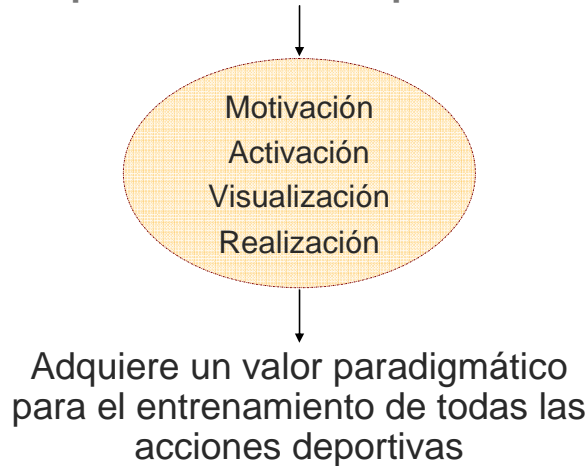 Motivación
Activación
Visualización
Realización
Adquiere un valor paradigmático
para el entrenamiento de todas las
acciones deportivas